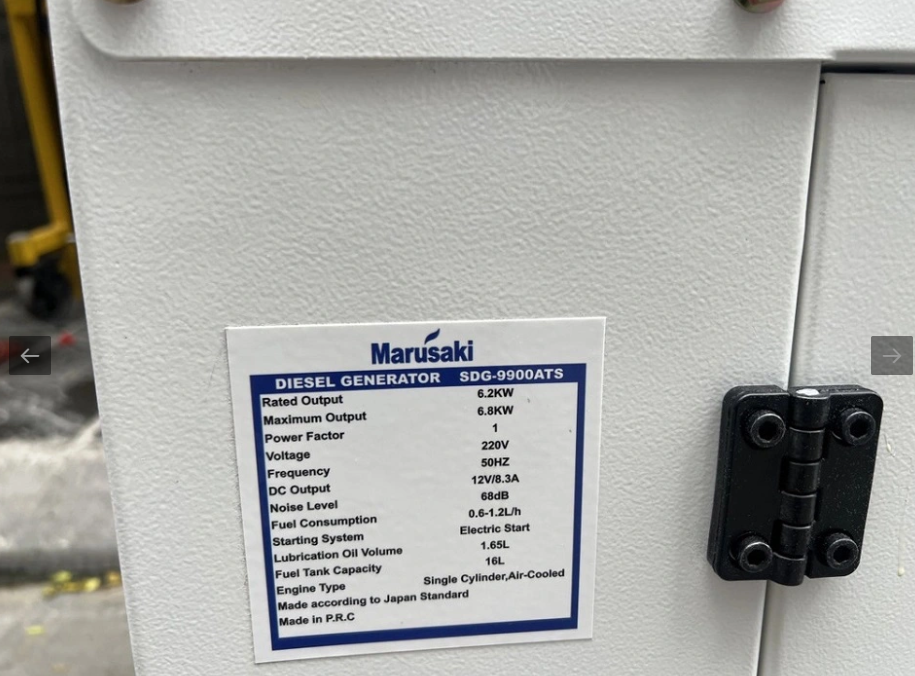 Marusaki
DIESEL GENERATOR SDG-9900ATS
Rated Output 6.2KW
Maximum Output 6.8KW
Power Factor 1
Voltage 220V
Frequency 50HZ
DC Output 12V/8.3A
Noise Level 68dB
Fuel Consumption 0.6-1.2L/h
Starting System Electric Start
Lubrication Oil Volume 1.65L
Fuel Tank Capacity 16L
Engine Type Single Cylinder,Air-Cooled
Made according to Japan Standard
Made in P.R.C